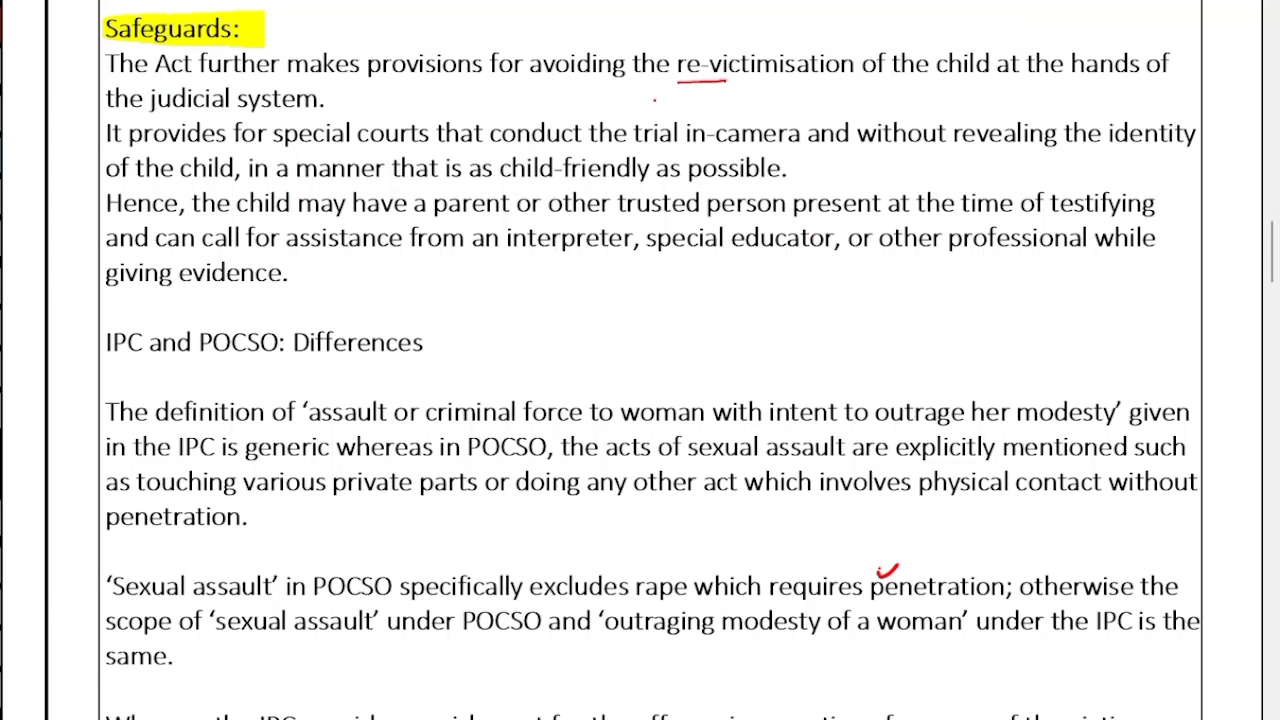 Safeguards:
The Act further makes provisions for avoiding the re-victimisation of the child at the hands of
the judicial system.
It provides for special courts that conduct the trial in-camera and without revealing the identity
of the child, in a manner that is as child-friendly as possible.
Hence, the child may have a parent or other trusted person present at the time of testifying
and can call for assistance from an interpreter, special educator, or other professional while
giving evidence.
IPC and POCSO: Differences
The definition of ‘assault or criminal force to woman with intent to outrage her modesty’ given
in the IPC is generic whereas in POCSO, the acts of sexual assault are explicitly mentioned such
as touching various private parts or doing any other act which involves physical contact without
penetration.
‘Sexual assault’ in POCSO specifically excludes rape which requires penetration; otherwise the
scope of ‘sexual assault’ under POCSO and ‘outraging modesty of a woman’ under the IPC is the
same.